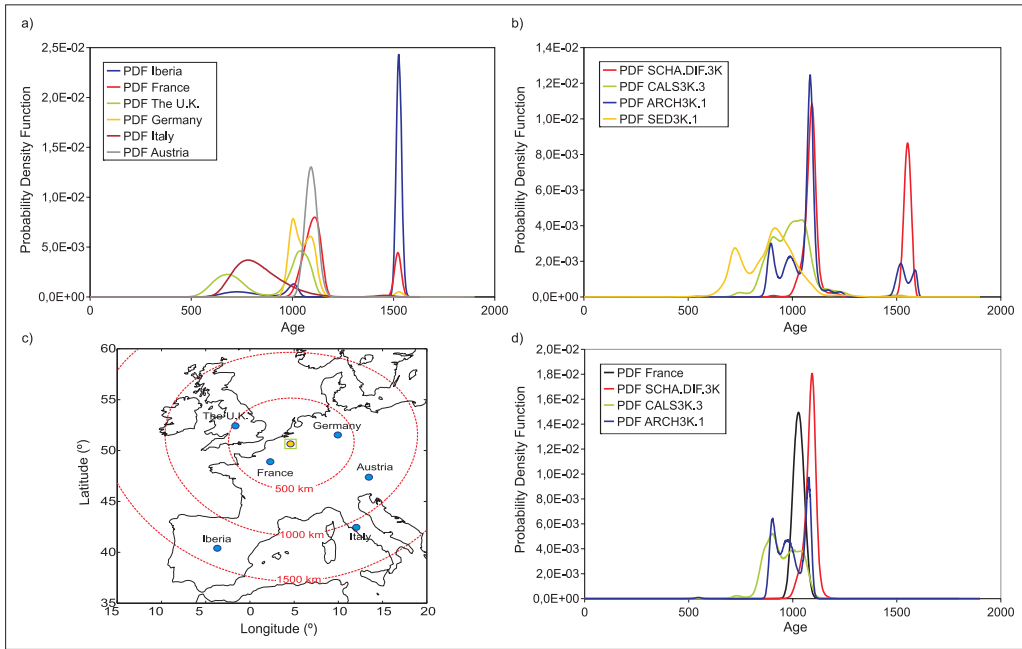 a)
2,5E-02
2,0E-02
1,5E-02
1,0E-02
5,0E-03
0,0E+00
Probability Density Function
PDF Iberia
PDF France
PDF The U.K.
PDF Germany
PDF Italy
PDF Austria
0 500 1000 1500 2000
Age
b)
1,4E-02
1,2E-02
1,0E-02
8,0E-03
6,0E-03
4,0E-03
2,0E-03
0,0E+00
Probability Density Function
PDF SCHA.DIF.3K
PDF CALS3K.3
PDF ARCH3K.1
PDF SED3K.1
0 500 1000 1500 2000
Age
c)
60
55
50
45
40
35
Latitude (º)
The U.K.
Germany
France
Austria
500 km
Iberia
1000 km
Italy
1500 km
15 10 5 0 5 10 15 20
Longitude (º)
d)
2,0E-02
1,8E-02
1,6E-02
1,4E-02
1,2E-02
1,0E-02
8,0E-03
6,0E-03
4,0E-03
2,0E-03
0,0E+00
Probability Density Function
PDF France
PDF SCHA.DIF.3K
PDF CALS3K.3
PDF ARCH3K.1
0 500 1000 1500 2000
Age